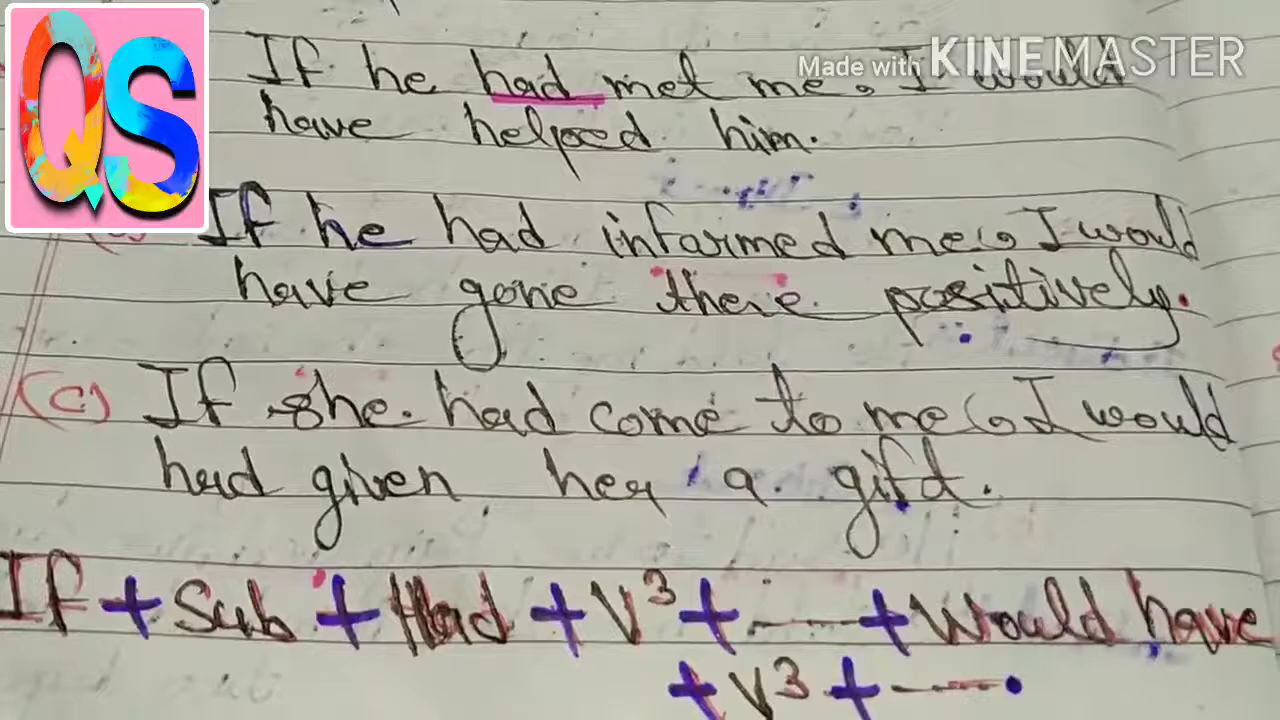 QS
Made with KINEMASTER
If he had met me, I would
have helped him.
If he had informed me, I would
have gone there positively.
(C) If she had come to me, I would
had given her a gift.
If + Sub + Had + V3 + ------ + Would have
+ V3 + ------.